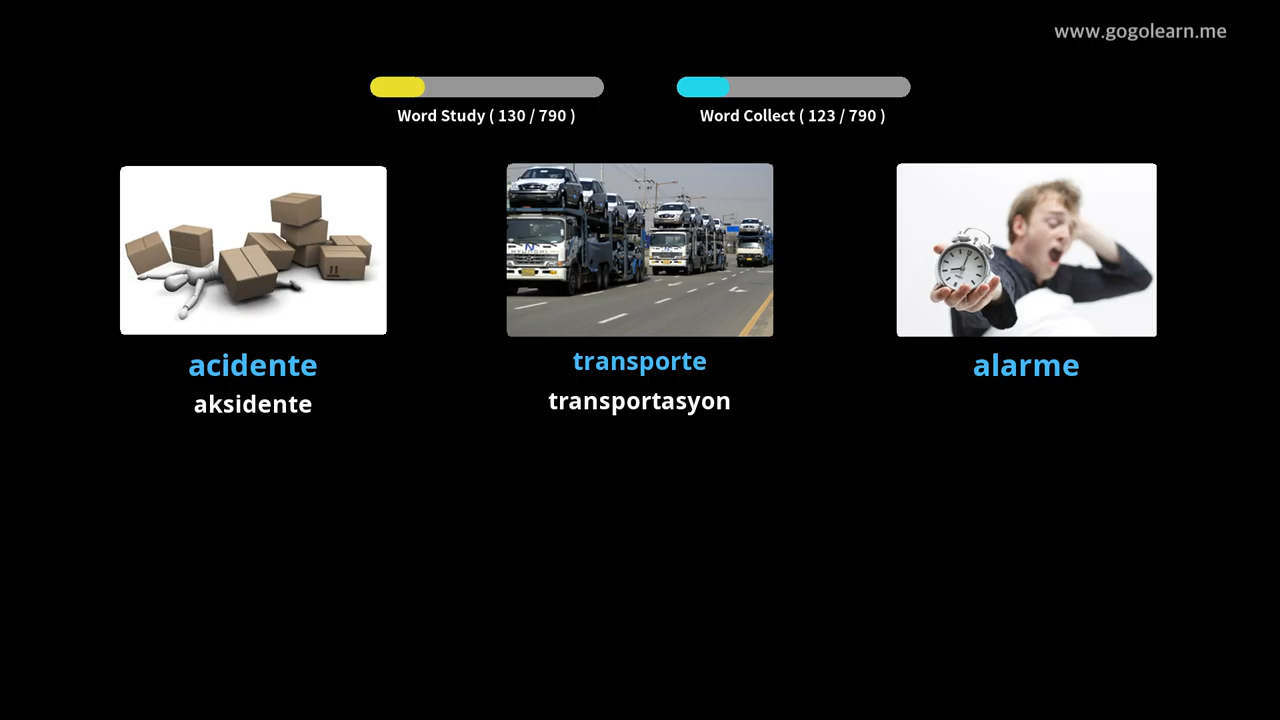 www.gogolearn.me
Word Study ( 130 / 790 )
Word Collect ( 123 / 790 )
acidente
transporte
alarme
aksidente
transportasyon